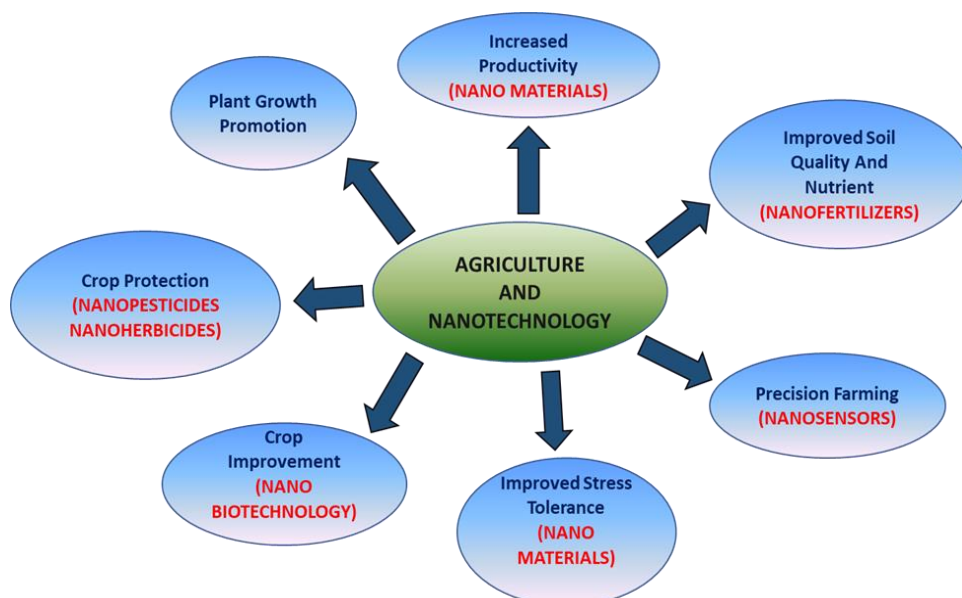 Increased
Productivity
(NANO MATERIALS)
Plant Growth
Promotion
Improved Soil
Quality And
Nutrient
(NANOFERTILIZERS)
AGRICULTURE
AND
NANOTECHNOLOGY
Crop Protection
(NANOPESTICIDES
NANOHERBICIDES)
Precision Farming
(NANOSENSORS)
Crop
Improvement
(NANO
BIOTECHNOLOGY)
Improved Stress
Tolerance
(NANO
MATERIALS)